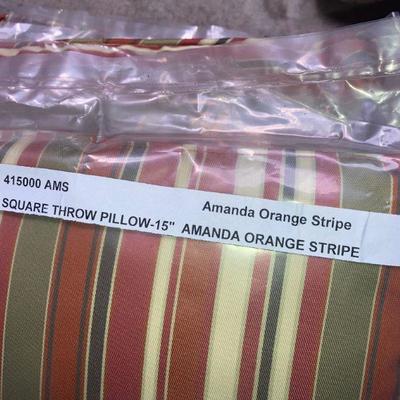 415000 AMS Amanda Orange Stripe
SQUARE THROW PILLOW-15" AMANDA ORANGE STRIPE